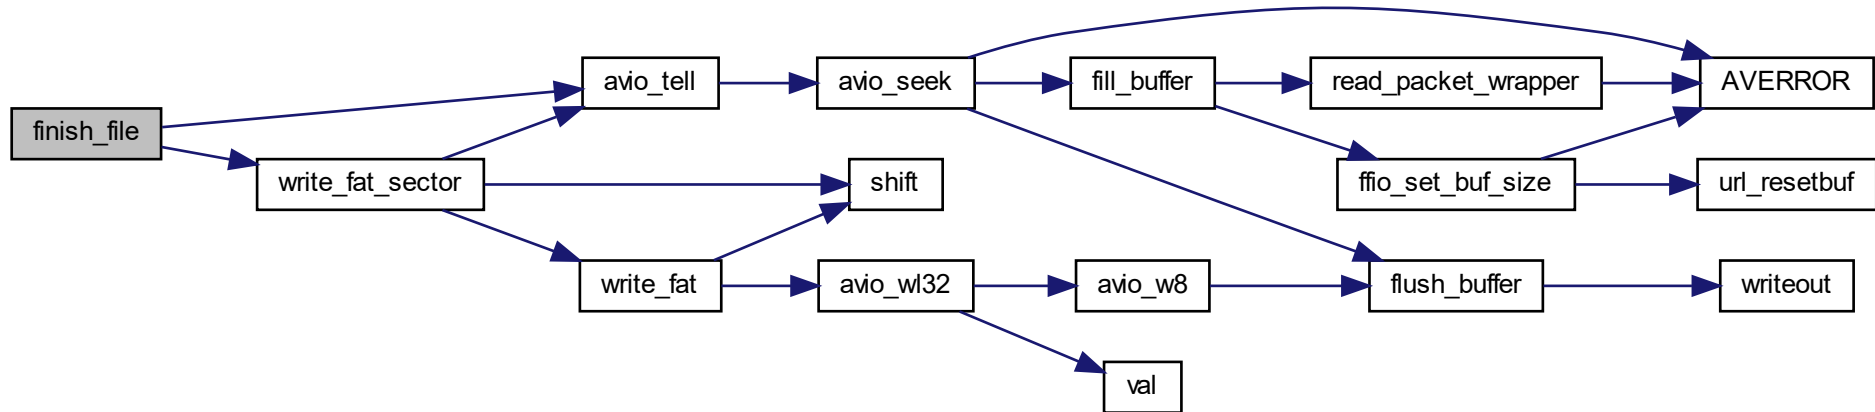 finish_file
avio_tell
write_fat_sector
avio_seek
shift
write_fat
avio_wl32
fill_buffer
avio_w8
val
read_packet_wrapper
ffio_set_buf_size
flush_buffer
AVERROR
url_resetbuf
writeout